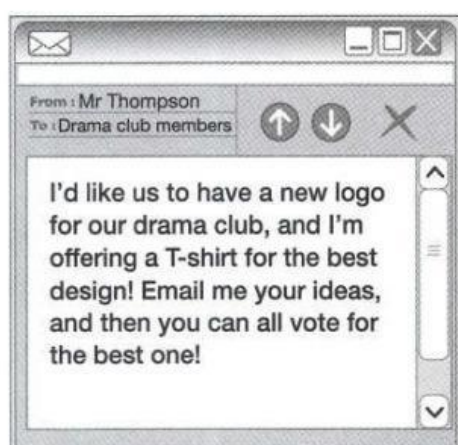 From : Mr Thompson
To : Drama club members
I'd like us to have a new logo
for our drama club, and I'm
offering a T-shirt for the best
design! Email me your ideas,
and then you can all vote for
the best one!